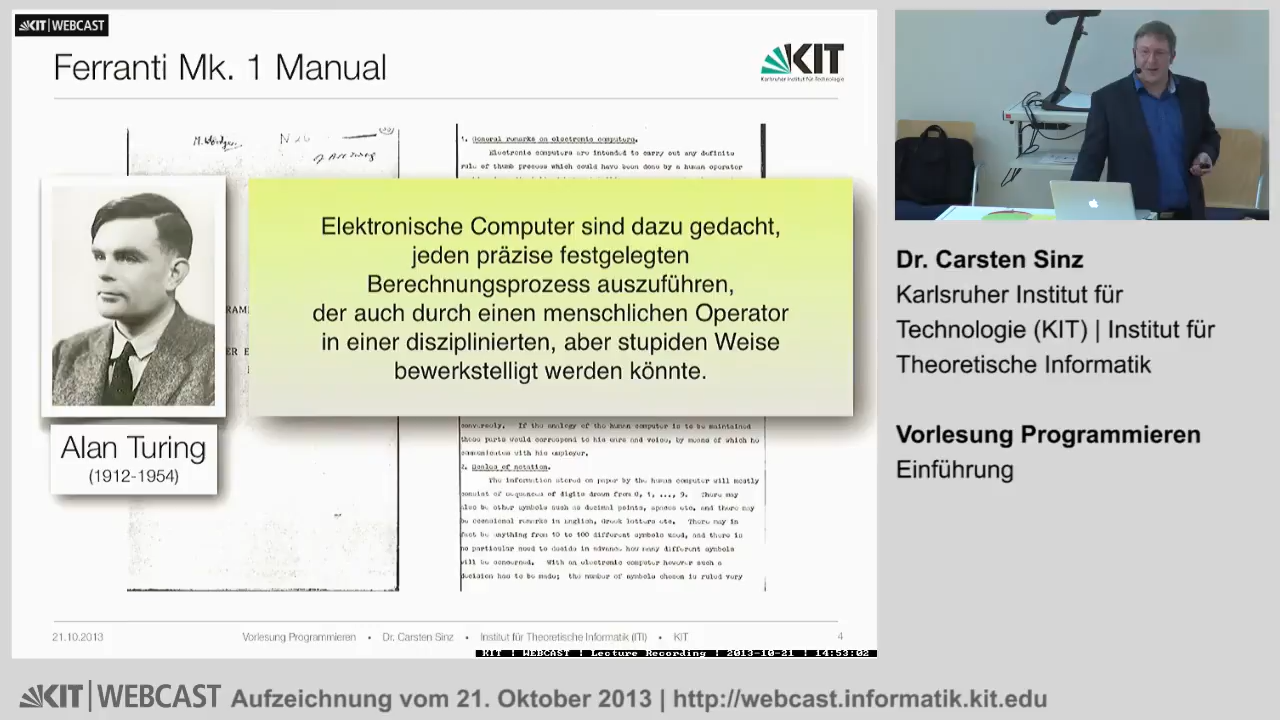 KIT | WEBCAST
Ferranti Mk. 1 Manual
KIT
Karlsruher Institut für Technologie
N 26
1. General remarks on electronic computers.
Electronic computers are intended to carry out any definite
rule of thumb process which could have been done by a human operator
Elektronische Computer sind dazu gedacht,
jeden präzise festgelegten
Berechnungsprozess auszuführen,
der auch durch einen menschlichen Operator
in einer disziplinierten, aber stupiden Weise
bewerkstelligt werden könnte.
Alan Turing
(1912-1954)
conversely. If the analogy of the human computer is to be maintained
these parts would correspond to his ears and voice, by means of which he
communicates with his employer.
2. Scales of notation.
The information stored on paper by the human computer will mostly
consist of sequences of digits drawn from 0, 1, ..., 9. There may
also be other symbols such as decimal points, spaces etc. and there may
be occasional remarks in English, Greek letters etc. There may in
fact be anything from 10 to 100 different symbols used, and there is
no particular need to decide in advance how many different symbols
will be concerned. With an electronic computer however such a
decision has to be made; the number of symbols chosen is ruled very
21.10.2013
Vorlesung Programmieren • Dr. Carsten Sinz • Institut für Theoretische Informatik (ITI) • KIT
4
KIT | WEBCAST | Lecture Recording | 2013-10-21 | 14:53:02
Dr. Carsten Sinz
Karlsruher Institut für
Technologie (KIT) | Institut für
Theoretische Informatik
Vorlesung Programmieren
Einführung
KIT | WEBCAST Aufzeichnung vom 21. Oktober 2013 | http://webcast.informatik.kit.edu